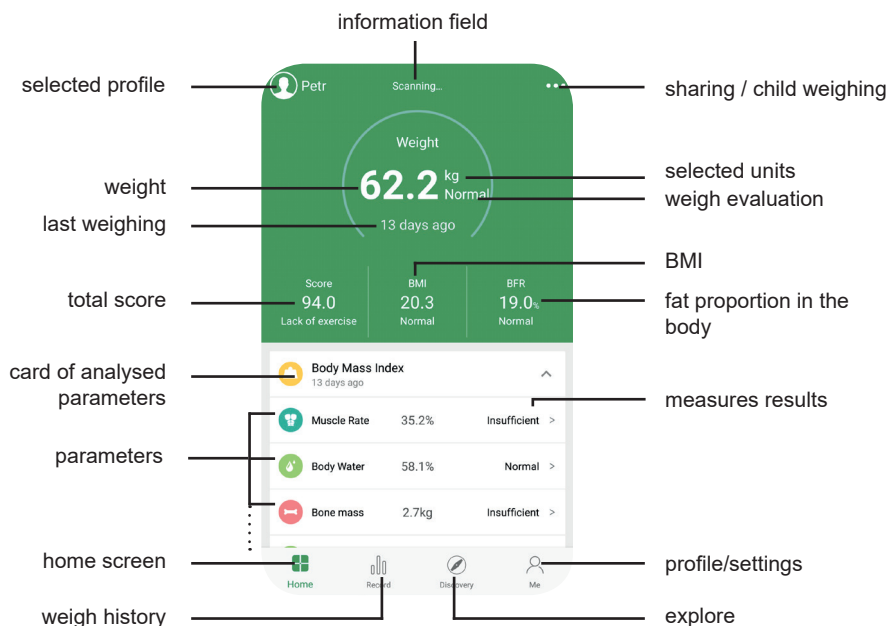 information field
selected profile
Petr
Scanning...
sharing / child weighing
Weight
weight
62.2
kg
Normal
selected units
weigh evaluation
last weighing
13 days ago
BMI
total score
Score
94.0
Lack of exercise
BMI
20.3
Normal
BFR
19.0%
Normal
fat proportion in the
body
card of analysed
parameters
Body Mass Index
13 days ago
measures results
parameters
Muscle Rate 35.2% Insufficient >
Body Water 58.1% Normal >
Bone mass 2.7kg Insufficient >
home screen
Home
Record
Discovery
Me
profile/settings
weigh history
explore